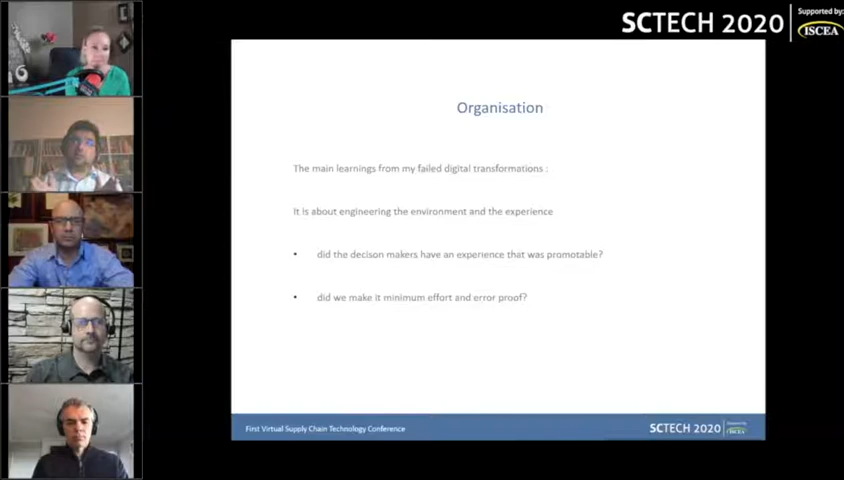 Supported by:
SCTECH 2020
ISCEA
Organisation
The main learnings from my failed digital transformations :
It is about engineering the environment and the experience
• did the decison makers have an experience that was promotable?
• did we make it minimum effort and error proof?
First Virtual Supply Chain Technology Conference
SCTECH 2020